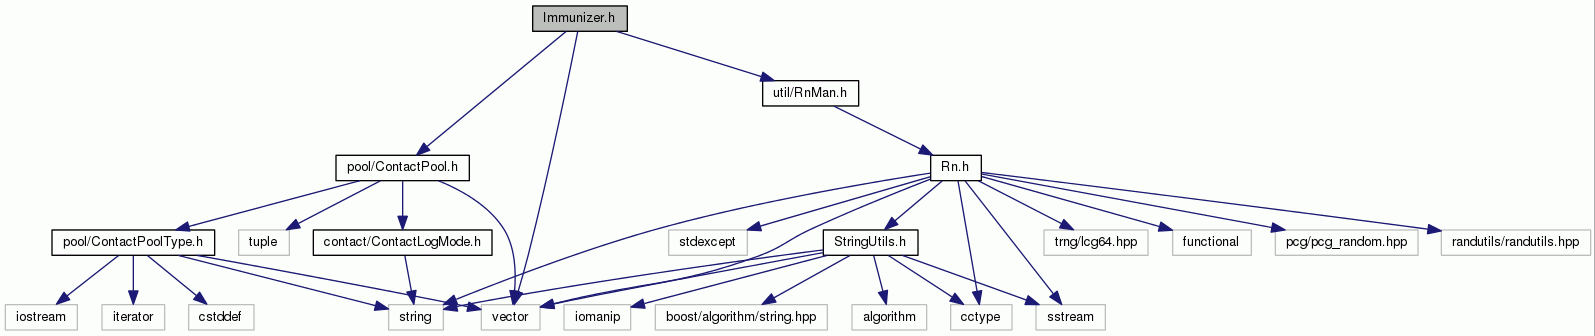 Immunizer.h
util/RnMan.h
pool/ContactPool.h
Rn.h
pool/ContactPoolType.h
tuple
contact/ContactLogMode.h
stdexcept
StringUtils.h
trng/lcg64.hpp
functional
pcg/pcg_random.hpp
randutils/randutils.hpp
iostream
iterator
cstddef
string
vector
iomanip
boost/algorithm/string.hpp
algorithm
cctype
sstream